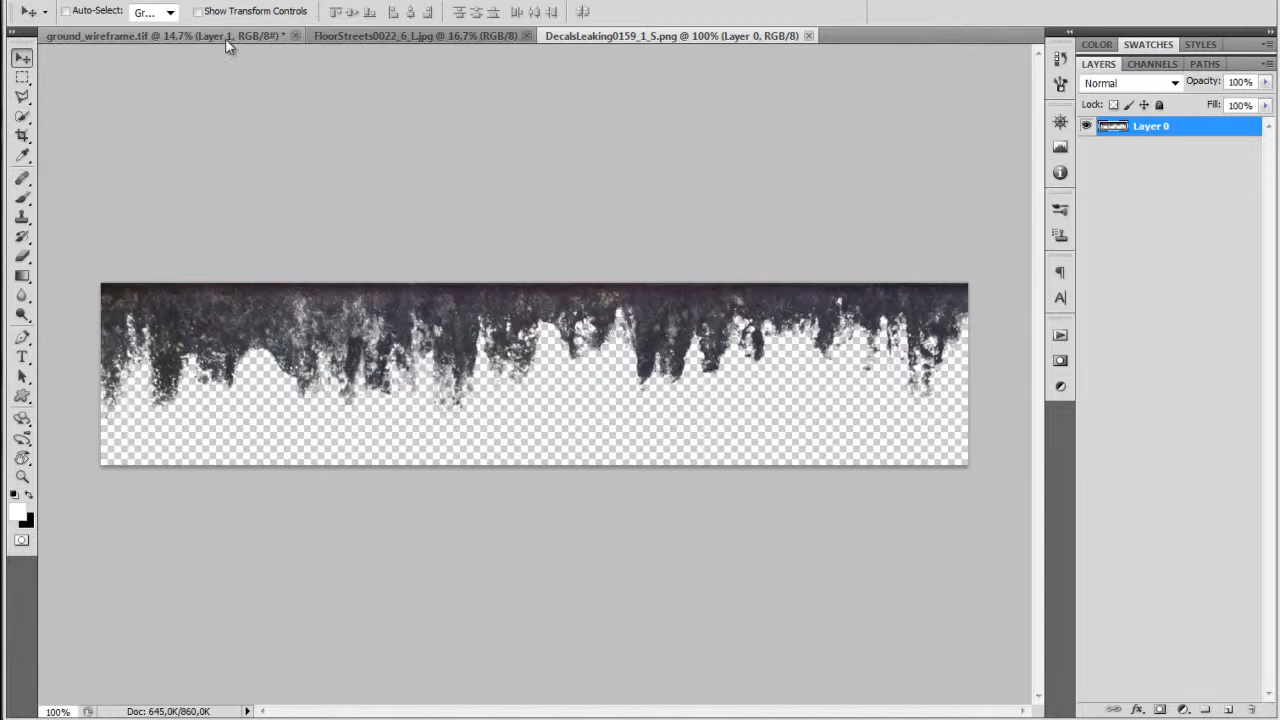 Auto-Select: Gr... Show Transform Controls
ground_wireframe.tif @ 14,7% (Layer 1, RGB/8#) * FloorStreets0022_6_L.jpg @ 16,7% (RGB/8) DecalsLeaking0159_1_S.png @ 100% (Layer 0, RGB/8)
COLOR SWATCHES STYLES
LAYERS CHANNELS PATHS
Normal Opacity: 100%
Lock: Fill: 100%
Layer 0
100% Doc: 645,0K/860,0K